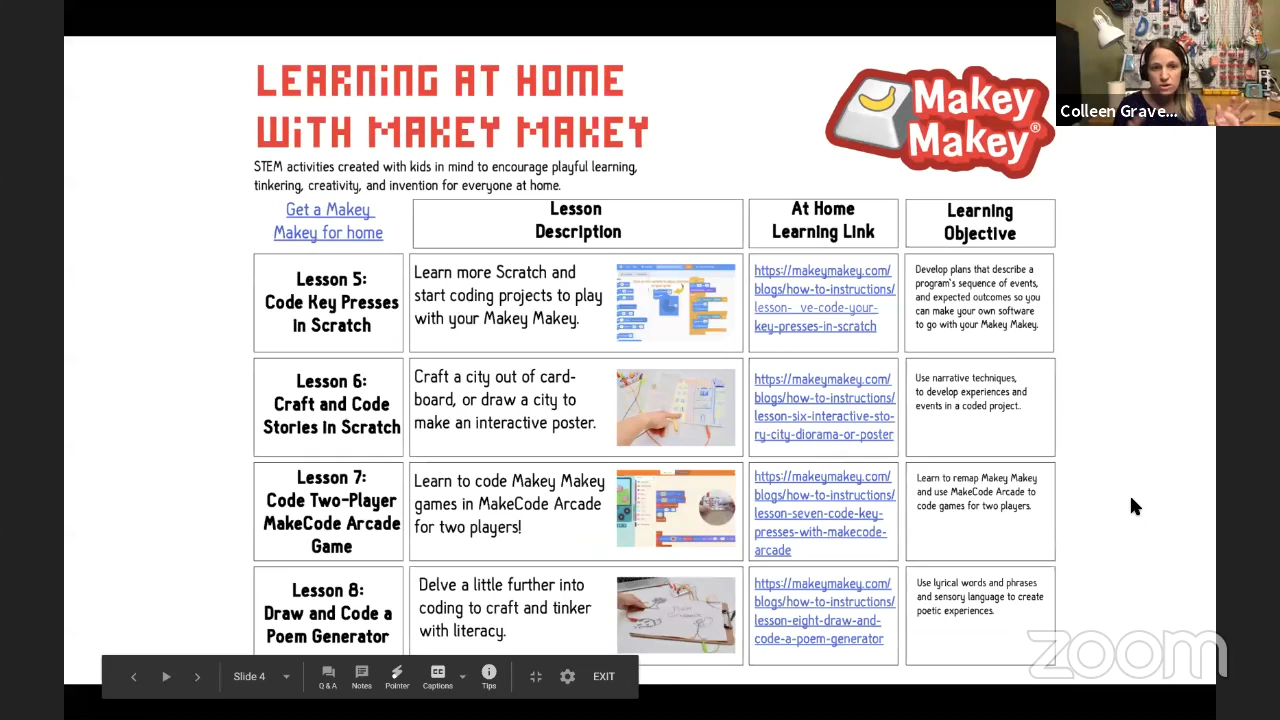 LEARNiNG AT HOME
WiTH MAKEY MAKEY
STEM activities created with kids in mind to encourage playful learning,
tinkering, creativity, and invention for everyone at home.
Makey
Makey®
Colleen Grave...
Get a Makey
Makey for home
Lesson
Description
At Home
Learning Link
Learning
Objective
Lesson 5:
Code Key Presses
in Scratch
Learn more Scratch and
start coding projects to play
with your Makey Makey.
https://makeymakey.com/
blogs/how-to-instructions/
lesson- ve-code-your-
key-presses-in-scratch
Develop plans that describe a
program's sequence of events,
and expected outcomes so you
can make your own software
to go with your Makey Makey.
Lesson 6:
Craft and Code
Stories in Scratch
Craft a city out of card-
board, or draw a city to
make an interactive poster.
https://makeymakey.com/
blogs/how-to-instructions/
lesson-six-interactive-sto-
ry-city-diorama-or-poster
Use narrative techniques,
to develop experiences and
events in a coded project..
Lesson 7:
Code Two-Player
MakeCode Arcade
Game
Learn to code Makey Makey
games in MakeCode Arcade
for two players!
https://makeymakey.com/
blogs/how-to-instructions/
lesson-seven-code-key-
presses-with-makecode-
arcade
Learn to remap Makey Makey
and use MakeCode Arcade to
code games for two players.
Lesson 8:
Draw and Code a
Poem Generator
Delve a little further into
coding to craft and tinker
with literacy.
https://makeymakey.com/
blogs/how-to-instructions/
lesson-eight-draw-and-
code-a-poem-generator
Use lyrical words and phrases
and sensory language to create
poetic experiences.
zoom
Slide 4
Q & A
Notes
Pointer
Captions
Tips
EXIT